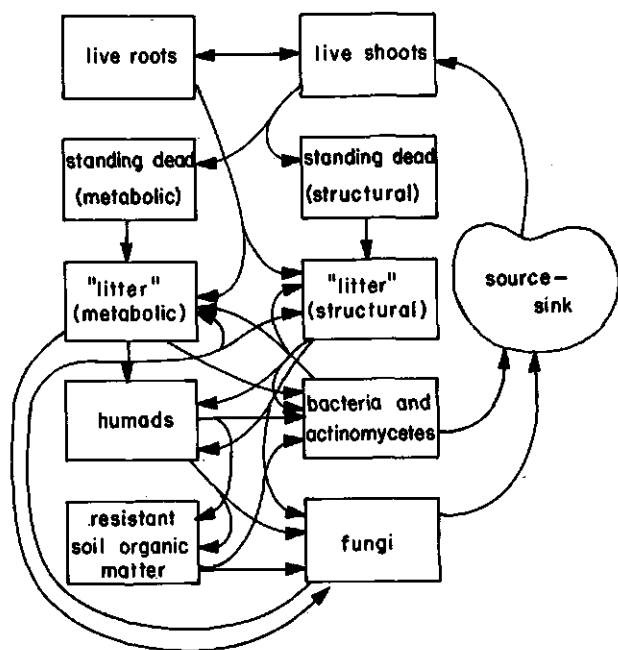 live roots
live shoots
standing dead
(metabolic)
standing dead
(structural)
"litter"
(metabolic)
"litter"
(structural)
source–
sink
humads
bacteria and
actinomycetes
resistant
soil organic
matter
fungi